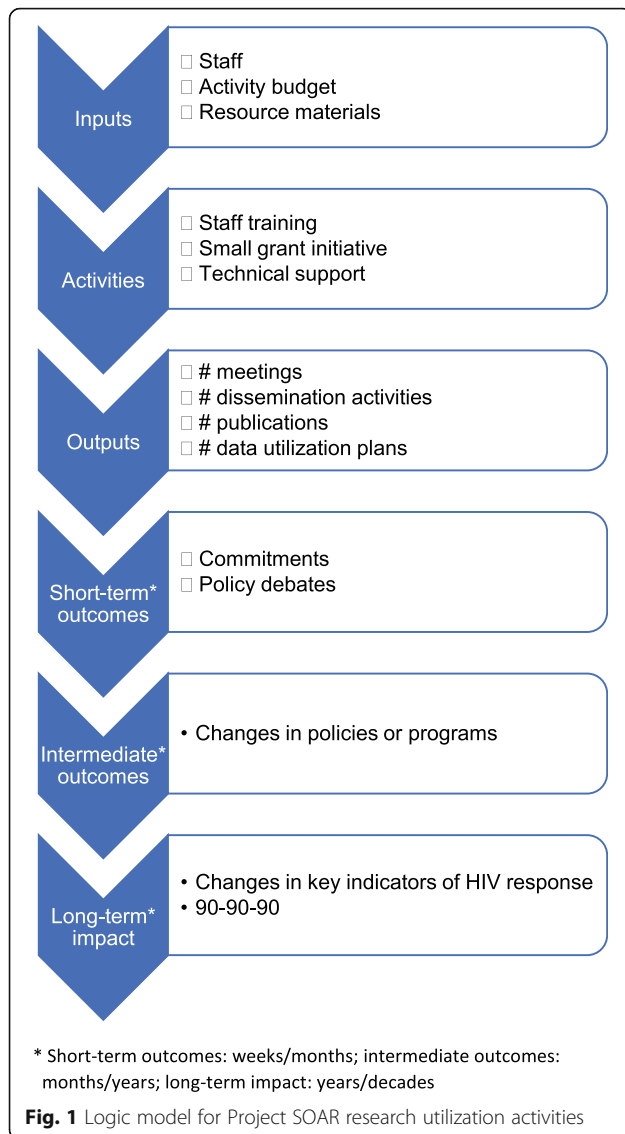 Inputs
□ Staff
□ Activity budget
□ Resource materials
Activities
□ Staff training
□ Small grant initiative
□ Technical support
Outputs
□ # meetings
□ # dissemination activities
□ # publications
□ # data utilization plans
Short-term*
outcomes
□ Commitments
□ Policy debates
Intermediate*
outcomes
• Changes in policies or programs
Long-term*
impact
• Changes in key indicators of HIV response
• 90-90-90
* Short-term outcomes: weeks/months; intermediate outcomes:
months/years; long-term impact: years/decades
Fig. 1 Logic model for Project SOAR research utilization activities